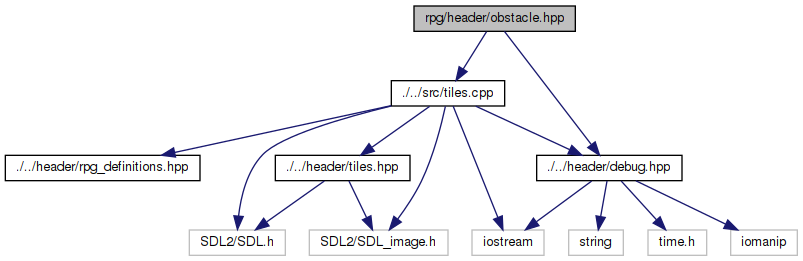 rpg/header/obstacle.hpp
./../src/tiles.cpp
./../header/rpg_definitions.hpp
./../header/tiles.hpp
./../header/debug.hpp
SDL2/SDL.h
SDL2/SDL_image.h
iostream
string
time.h
iomanip